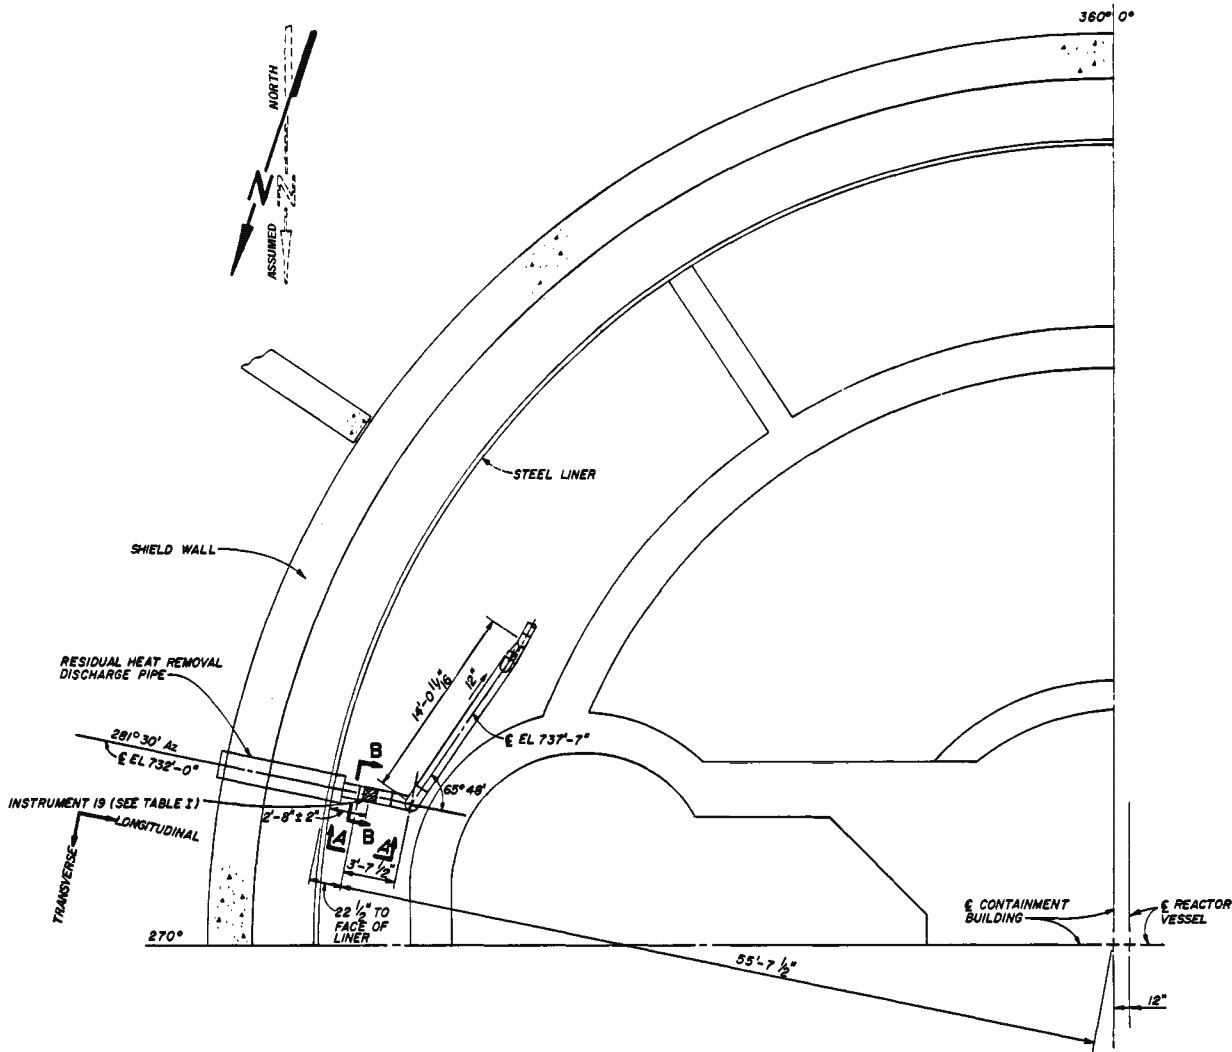 360° 0°
NORTH
N
ASSUMED
STEEL LINER
SHIELD WALL
RESIDUAL HEAT REMOVAL
DISCHARGE PIPE
14'-0 11/16"
12"
℄ EL 737'-7"
281° 30' Az
℄ EL 732'-0"
B
65° 48'
INSTRUMENT 19 (SEE TABLE I)
2'-8" ± 2"
LONGITUDINAL
B
A
A
TRANSVERSE
3'-7 1/2"
22 1/2" TO
FACE OF
LINER
℄ CONTAINMENT
BUILDING
℄ REACTOR
VESSEL
270°
55'-7 1/2"
12"